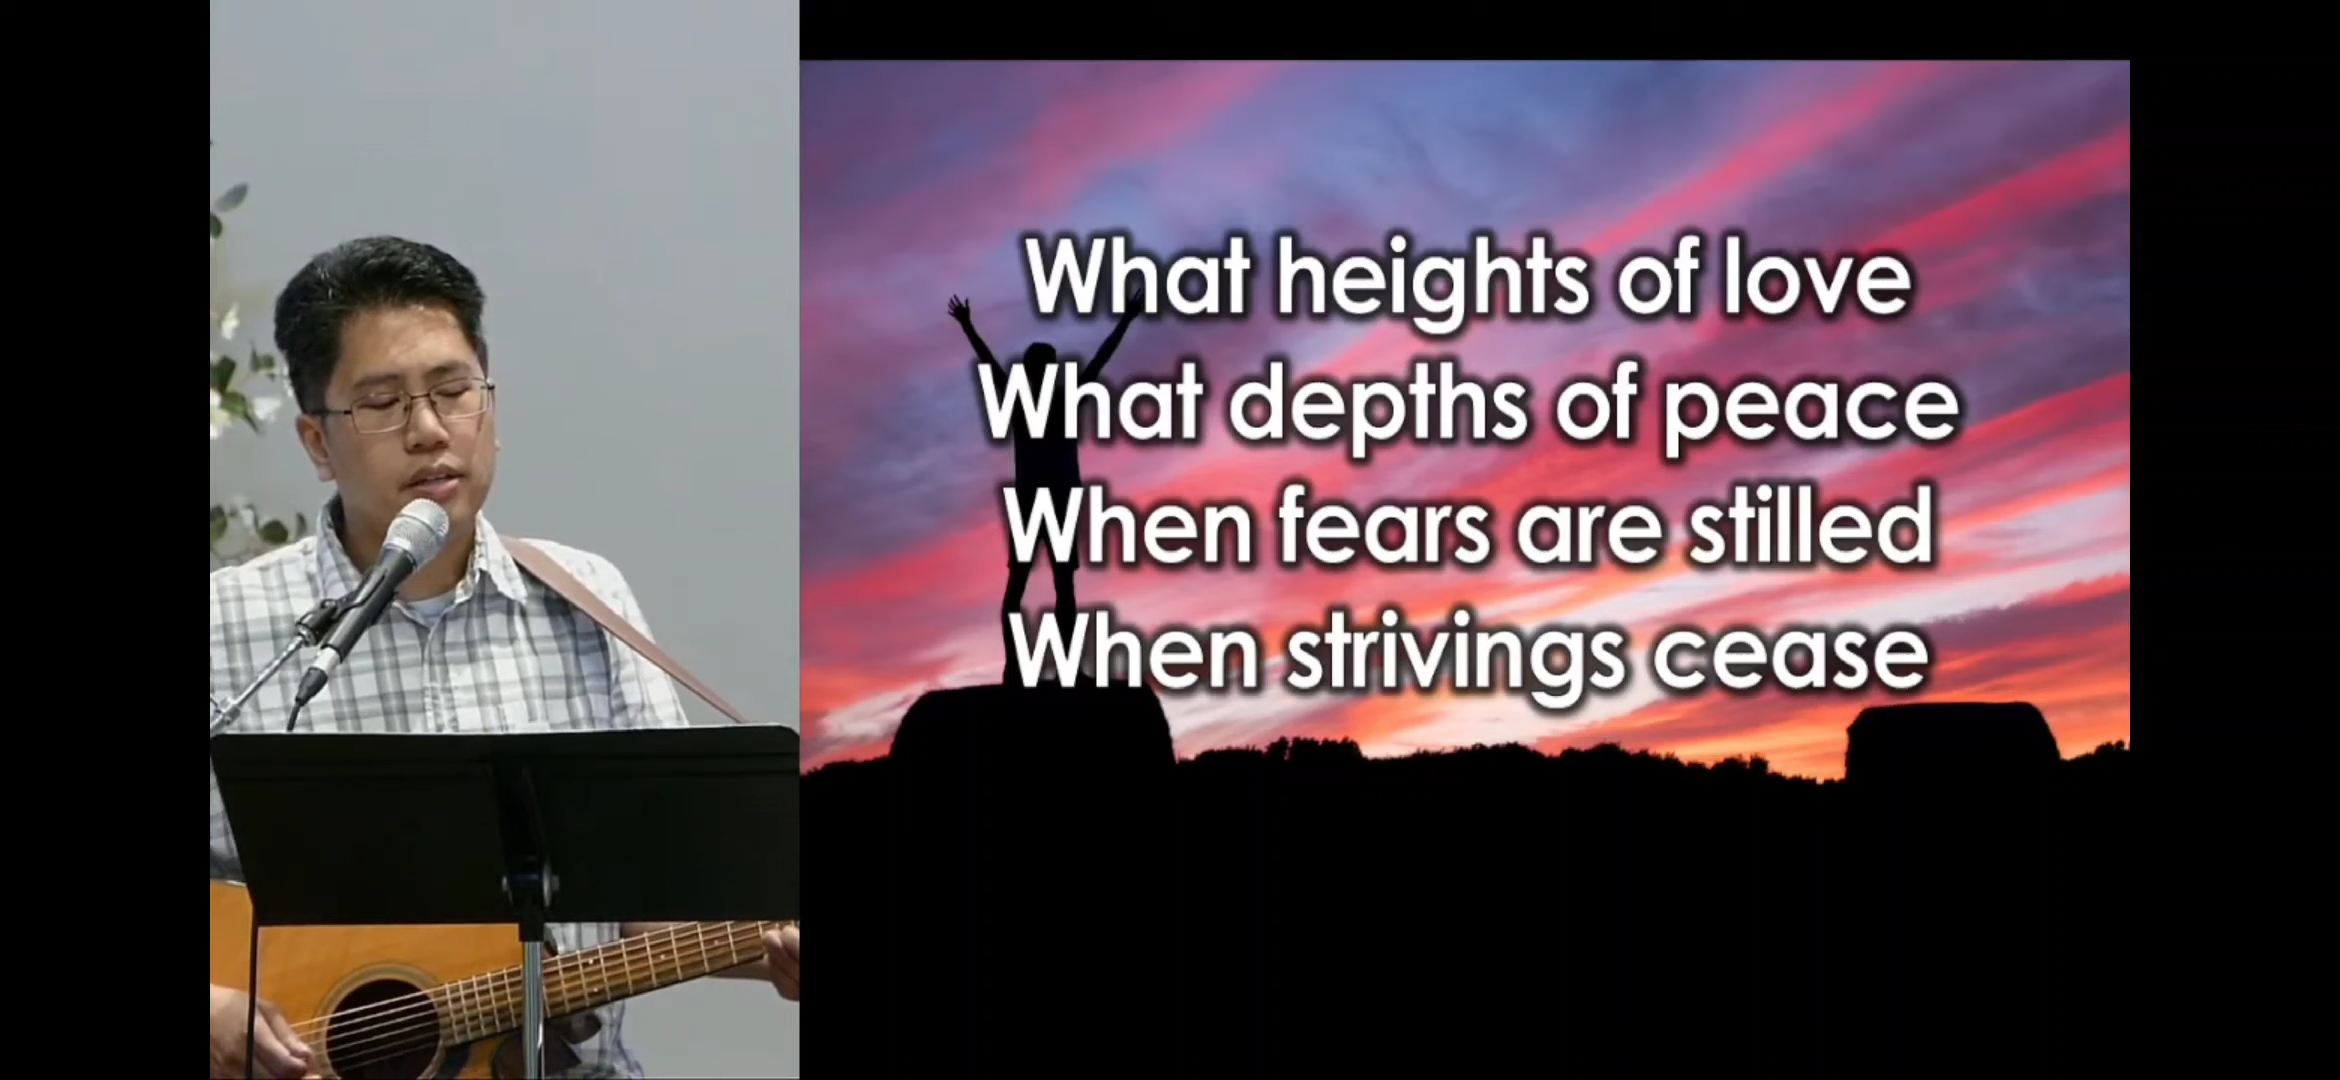 What heights of love
What depths of peace
When fears are stilled
When strivings cease